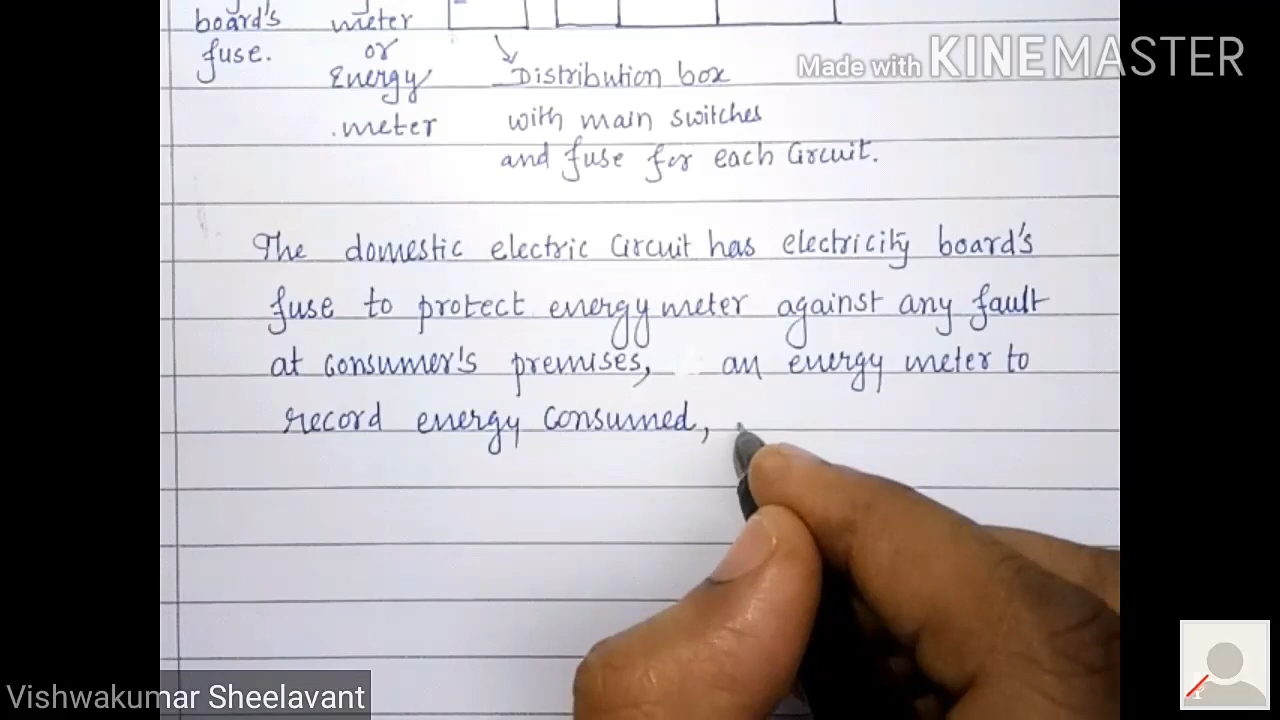 board's
fuse.
meter
or
Energy
meter
Distribution box
with main switches
and fuse for each Circuit.
Made with KINEMASTER
The domestic electric Circuit has electricity board's
fuse to protect energy meter against any fault
at consumer's premises, an energy meter to
record energy consumed,
Vishwakumar Sheelavant